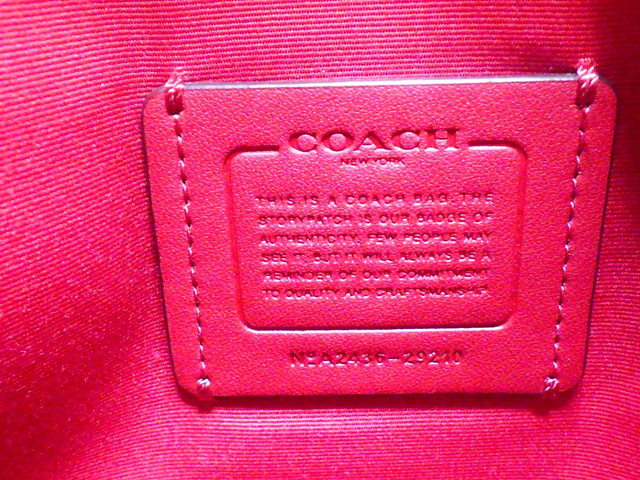 COACH
NEW YORK
THIS IS A COACH BAG. THE
STORYPATCH IS OUR BADGE OF
AUTHENTICITY. FEW PEOPLE MAY
SEE IT, BUT IT WILL ALWAYS BE A
REMINDER OF OUR COMMITMENT
TO QUALITY AND CRAFTSMANSHIP.
Nº A2436-29210